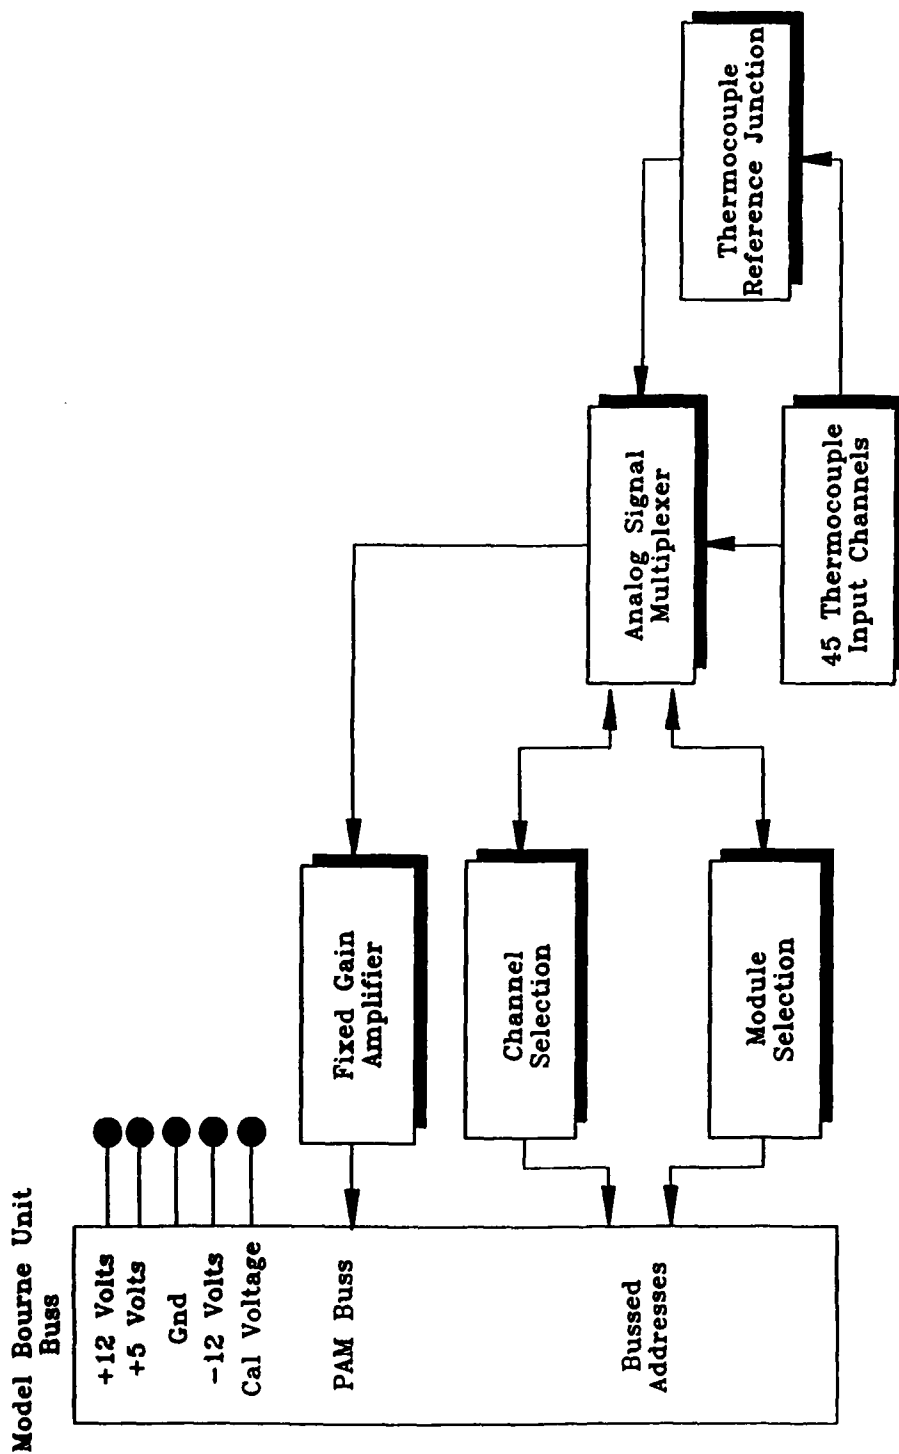 Model Bourne Unit
Buss
+12 Volts
+5 Volts
Gnd
-12 Volts
Cal Voltage
PAM Buss
Bussed
Addresses
Fixed Gain
Amplifier
Channel
Selection
Module
Selection
Analog Signal
Multiplexer
45 Thermocouple
Input Channels
Thermocouple
Reference Junction